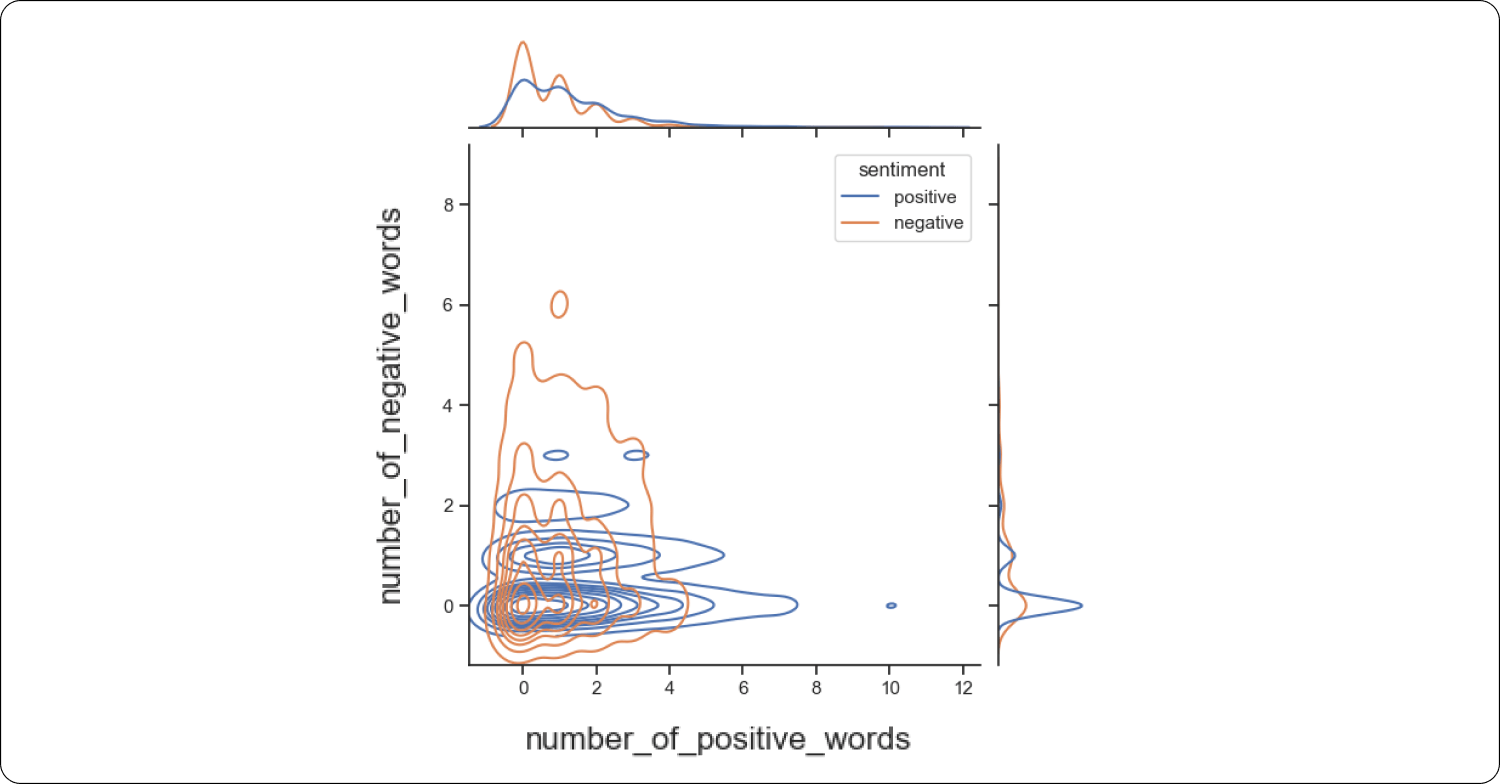 sentiment
positive
negative
8
6
4
2
0
number_of_negative_words
0 2 4 6 8 10 12
number_of_positive_words